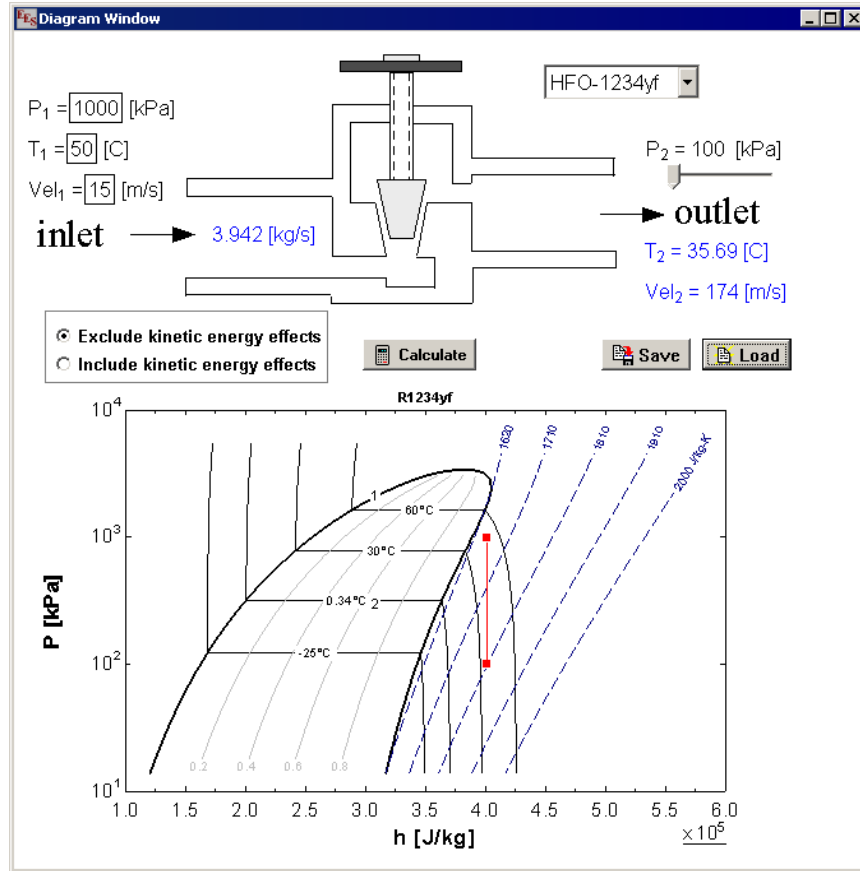 EES Diagram Window
HFO-1234yf
P1 = 1000 [kPa]
T1 = 50 [C]
Vel1 = 15 [m/s]
inlet
3.942 [kg/s]
P2 = 100 [kPa]
outlet
T2 = 35.69 [C]
Vel2 = 174 [m/s]
Exclude kinetic energy effects
Include kinetic energy effects
Calculate
Save
Load
R1234yf
10^4
10^3
10^2
10^1
P [kPa]
1620
1710
1810
1910
2000 J/kg-K
1
60°C
30°C
0.34°C
2
-25°C
0.2
0.4
0.6
0.8
1.0
1.5
2.0
2.5
3.0
3.5
4.0
4.5
5.0
5.5
6.0
x10^5
h [J/kg]